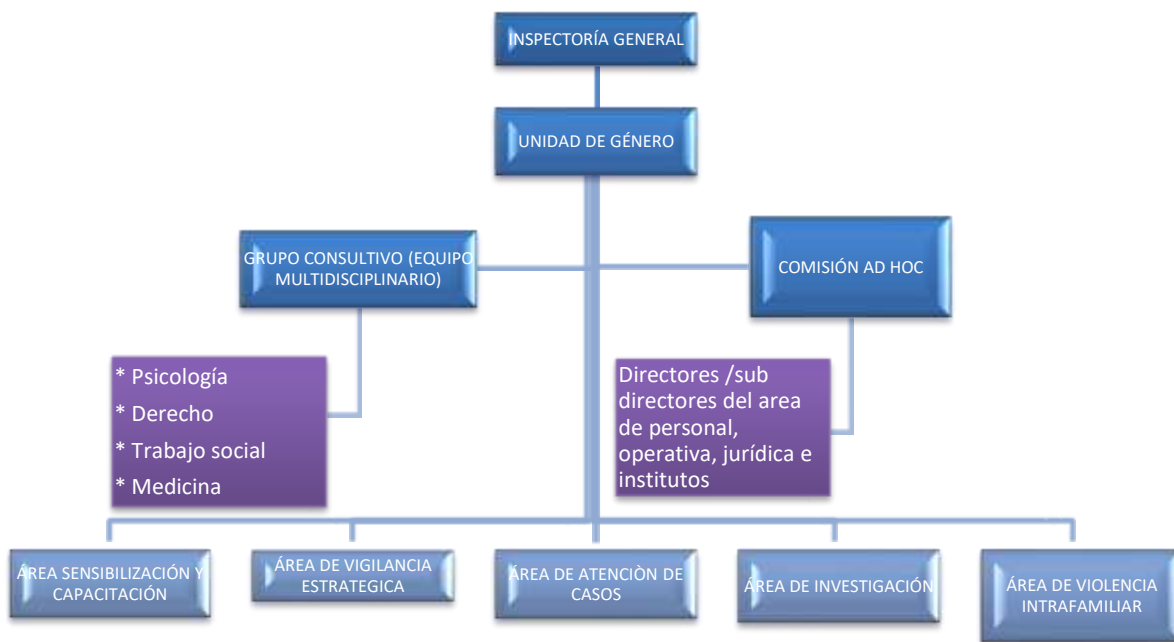 INSPECTORÍA GENERAL
UNIDAD DE GÉNERO
GRUPO CONSULTIVO (EQUIPO
MULTIDISCIPLINARIO)
COMISIÓN AD HOC
* Psicología
* Derecho
* Trabajo social
* Medicina
Directores /sub
directores del area
de personal,
operativa, jurídica e
institutos
ÁREA SENSIBILIZACIÓN Y
CAPACITACIÓN
ÁREA DE VIGILANCIA
ESTRATEGICA
ÁREA DE ATENCIÒN DE
CASOS
ÁREA DE INVESTIGACIÓN
ÁREA DE VIOLENCIA
INTRAFAMILIAR